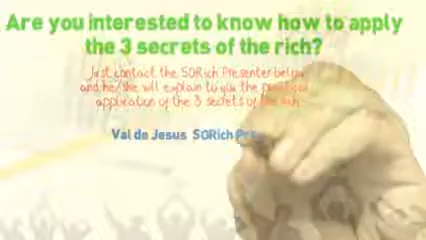 Are you interested to know how to apply
the 3 secrets of the rich?
Just contact the SORich Presenter below
and he/she will explain to you the practical
application of the 3 secrets of the rich
Val de Jesus SORich Pre